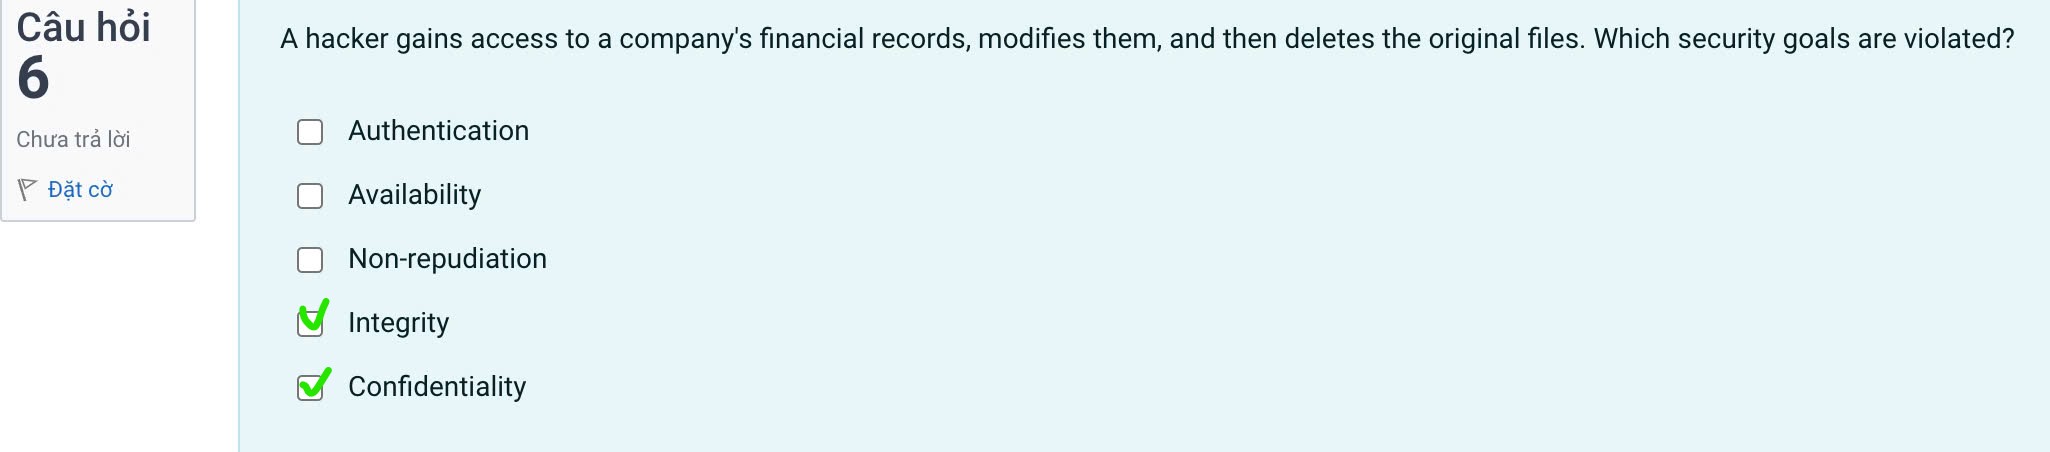 Câu hỏi
6
Chưa trả lời
Đặt cờ
A hacker gains access to a company's financial records, modifies them, and then deletes the original files. Which security goals are violated?
Authentication
Availability
Non-repudiation
Integrity
Confidentiality